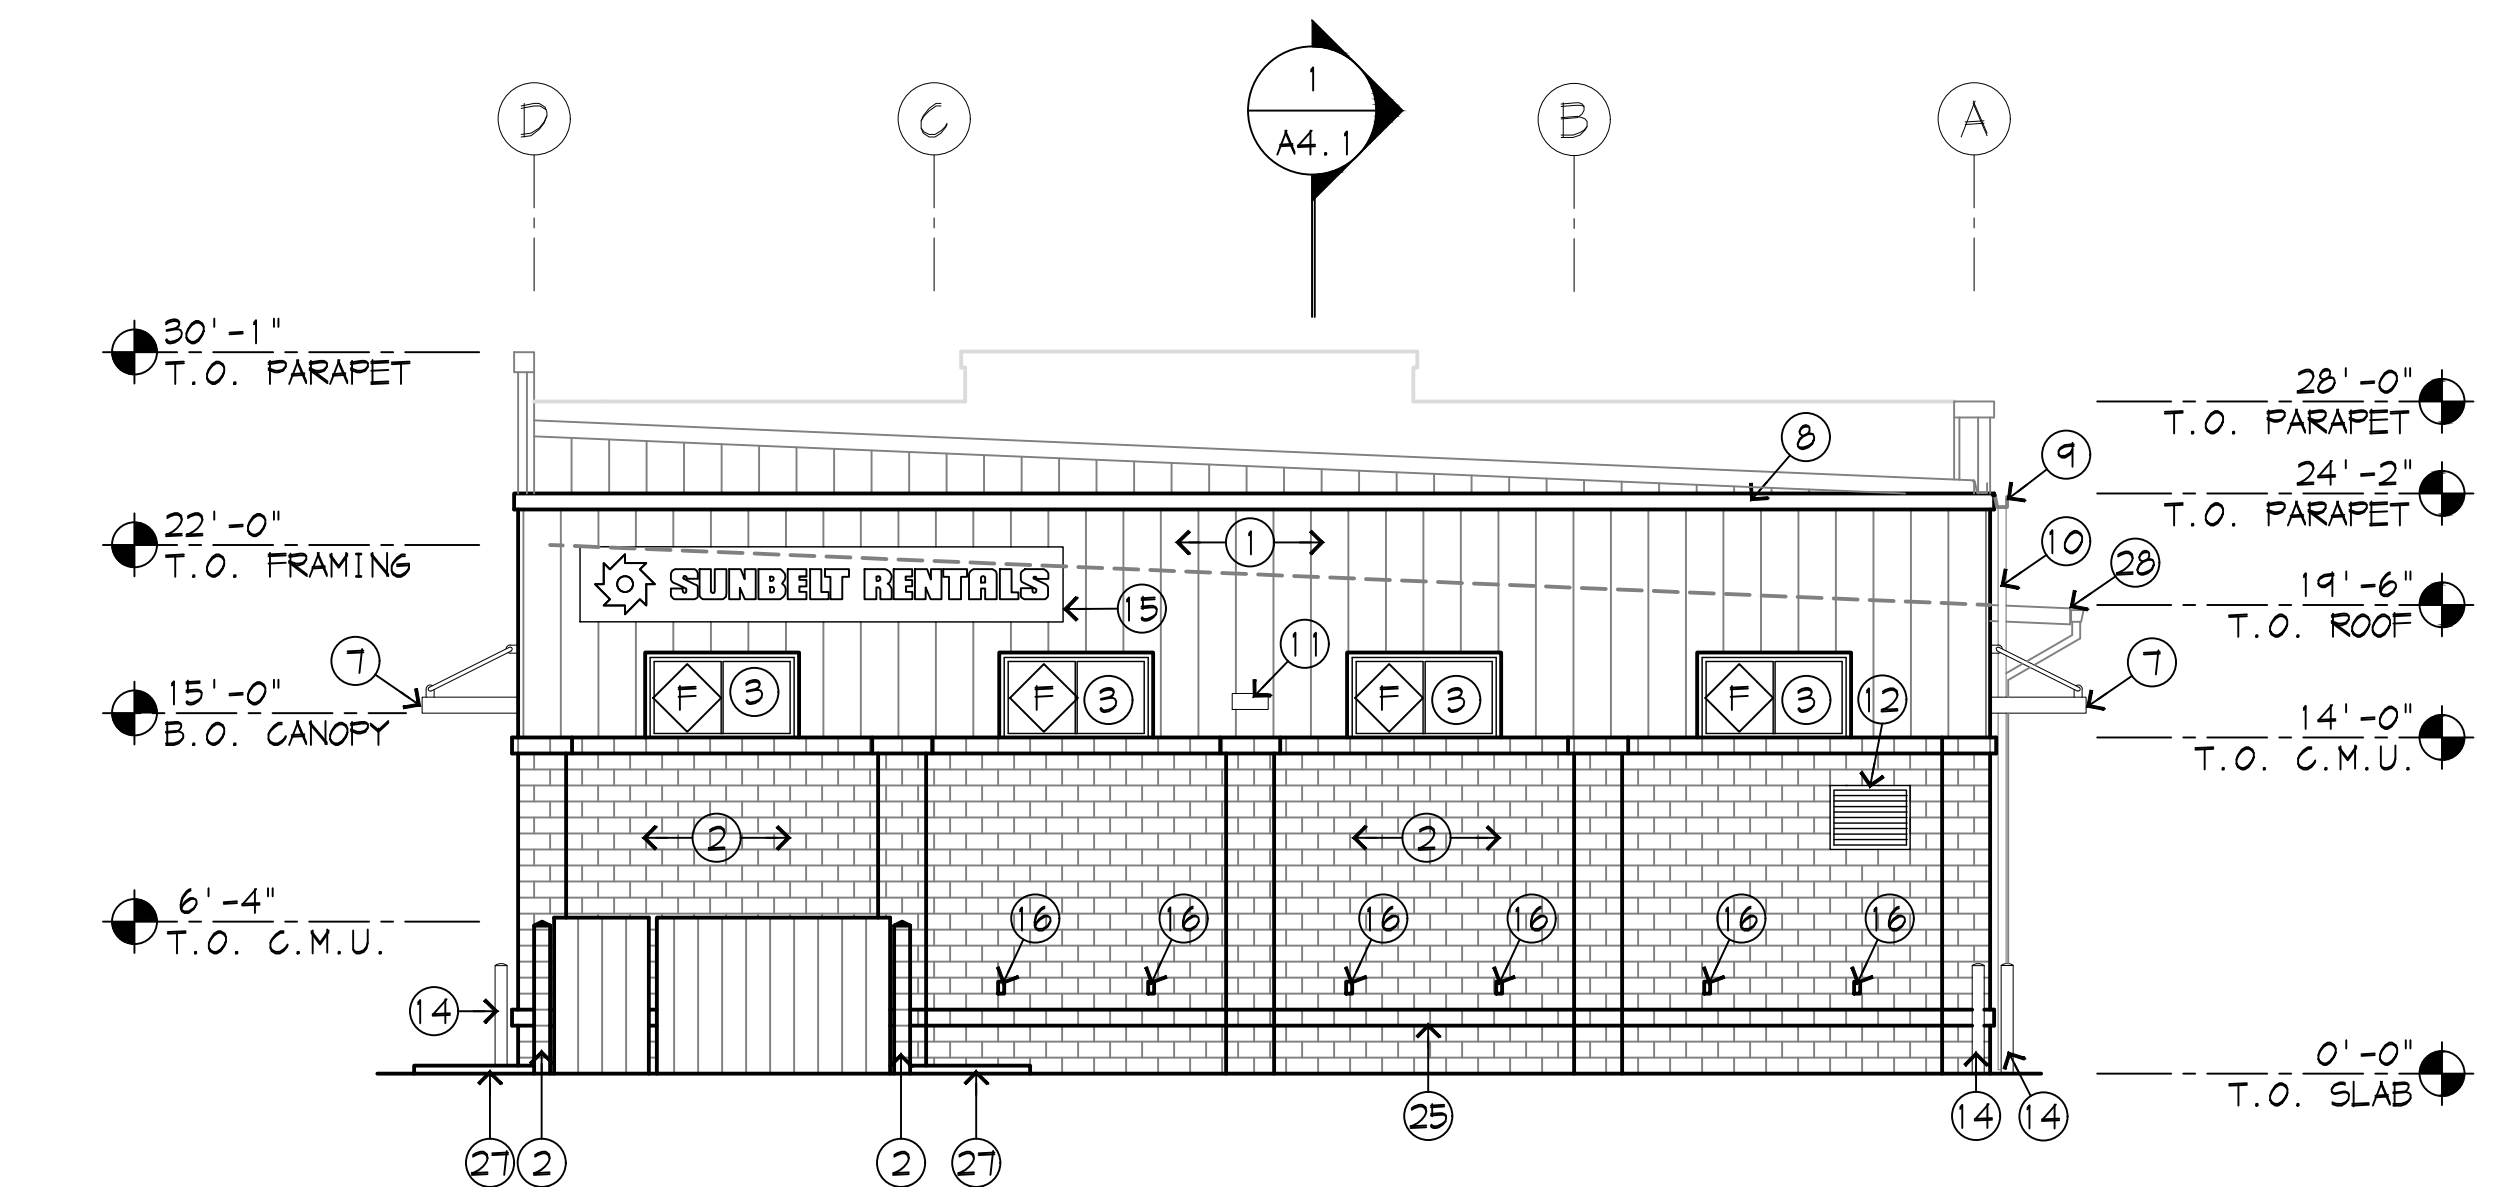 1
D C B A
A4.1
30'-1"
T.O. PARAPET
28'-0"
T.O. PARAPET
8
9
24'-2"
T.O. PARAPET
22'-0"
T.O. FRAMING
1
10
28
SUNBELT RENTALS
15
19'-6"
T.O. ROOF
11
7
7
15'-0"
B.O. CANOPY
F 3 F 3 F 3 F 3
12
14'-0"
T.O. C.M.U.
2 2
6'-4"
T.O. C.M.U.
16 16 16 16 16 16
14
0'-0"
T.O. SLAB
25 14 14
27 2 2 27